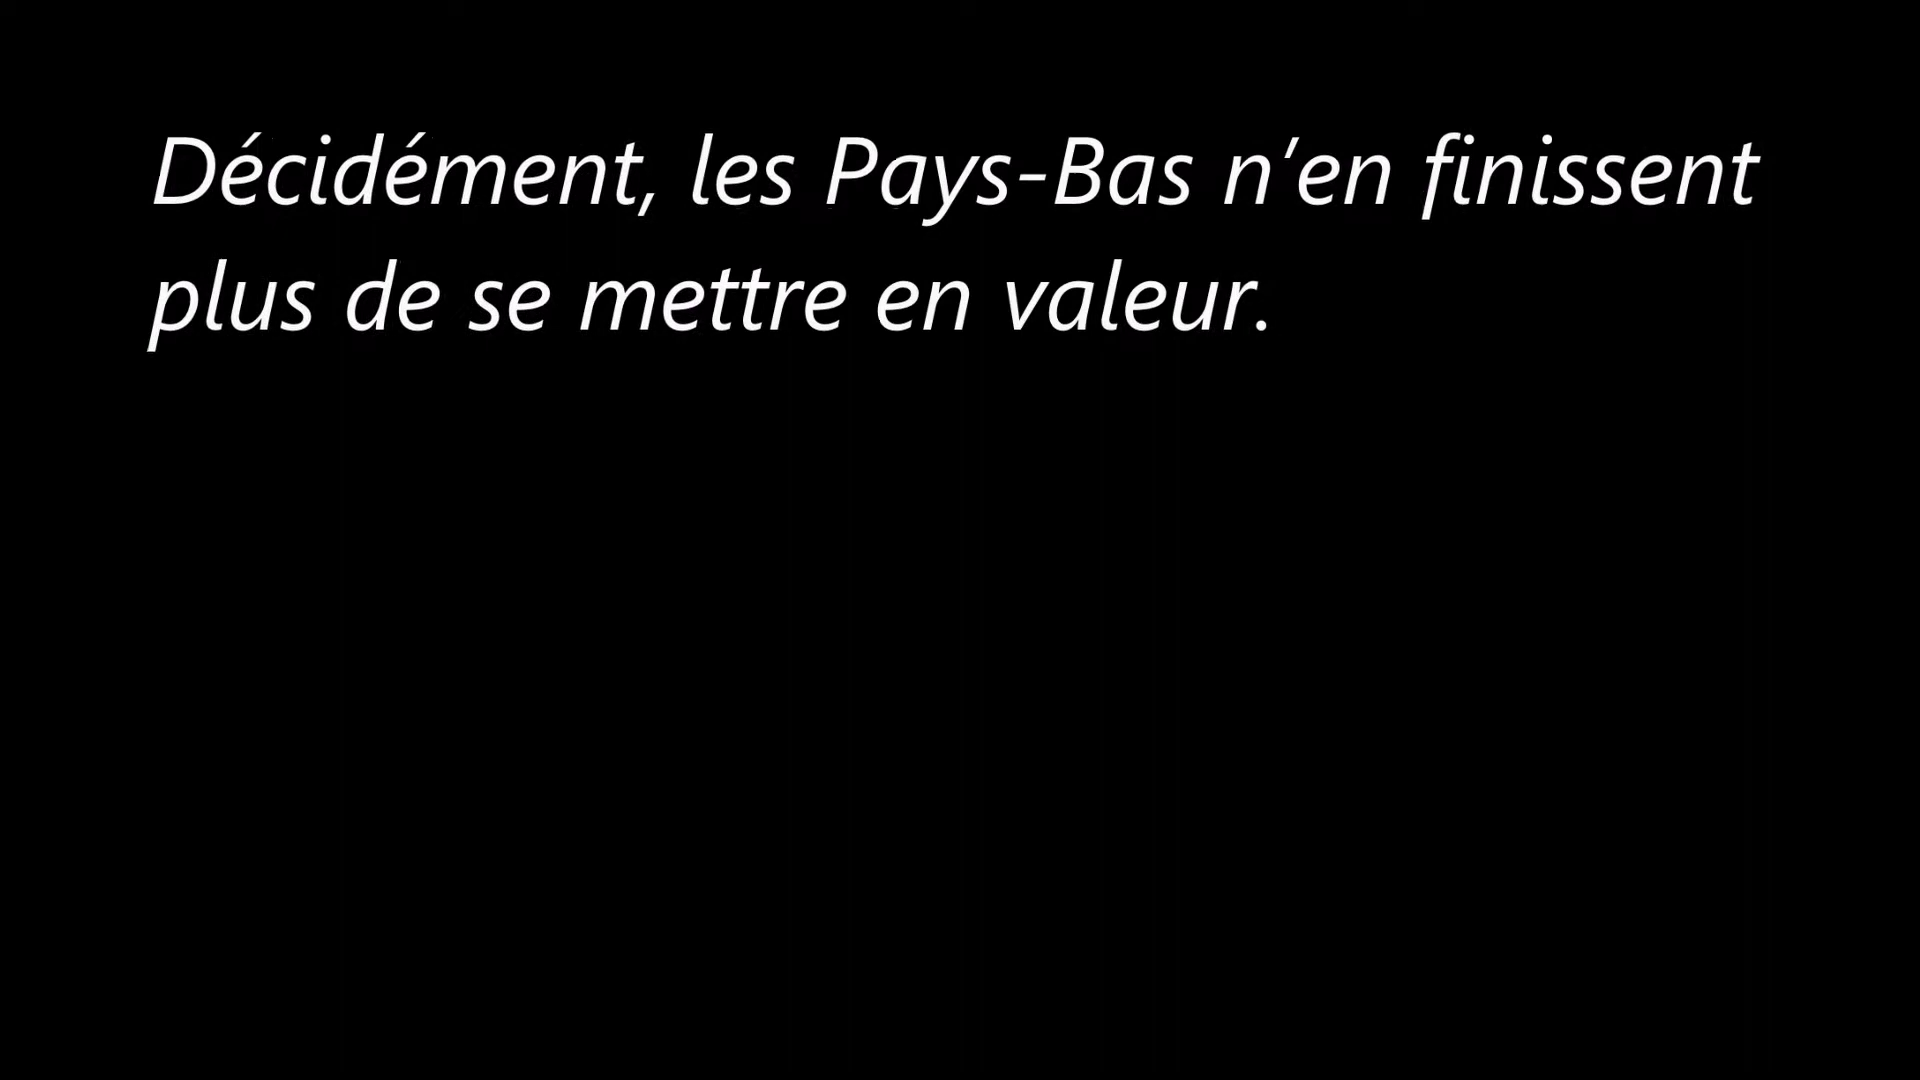 Décidément, les Pays-Bas n’en finissent
plus de se mettre en valeur.